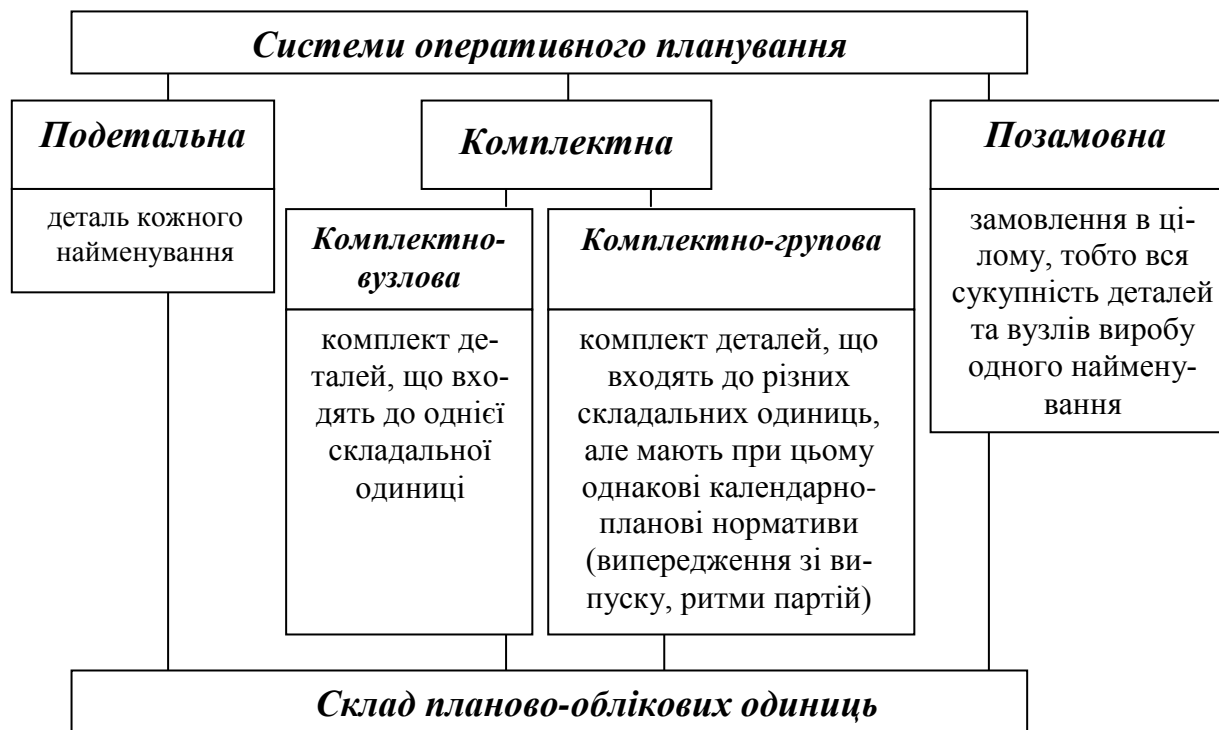 Системи оперативного планування
Подетальна
деталь кожного
найменування
Комплектна
Комплектно-
вузлова
комплект де-
талей, що вхо-
дять до однієї
складальної
одиниці
Комплектно-групова
комплект деталей, що
входять до різних
складальних одиниць,
але мають при цьому
однакові календарно-
планові нормативи
(випередження зі ви-
пуску, ритми партій)
Позамовна
замовлення в ці-
лому, тобто вся
сукупність деталей
та вузлів виробу
одного наймену-
вання
Склад планово-облікових одиниць